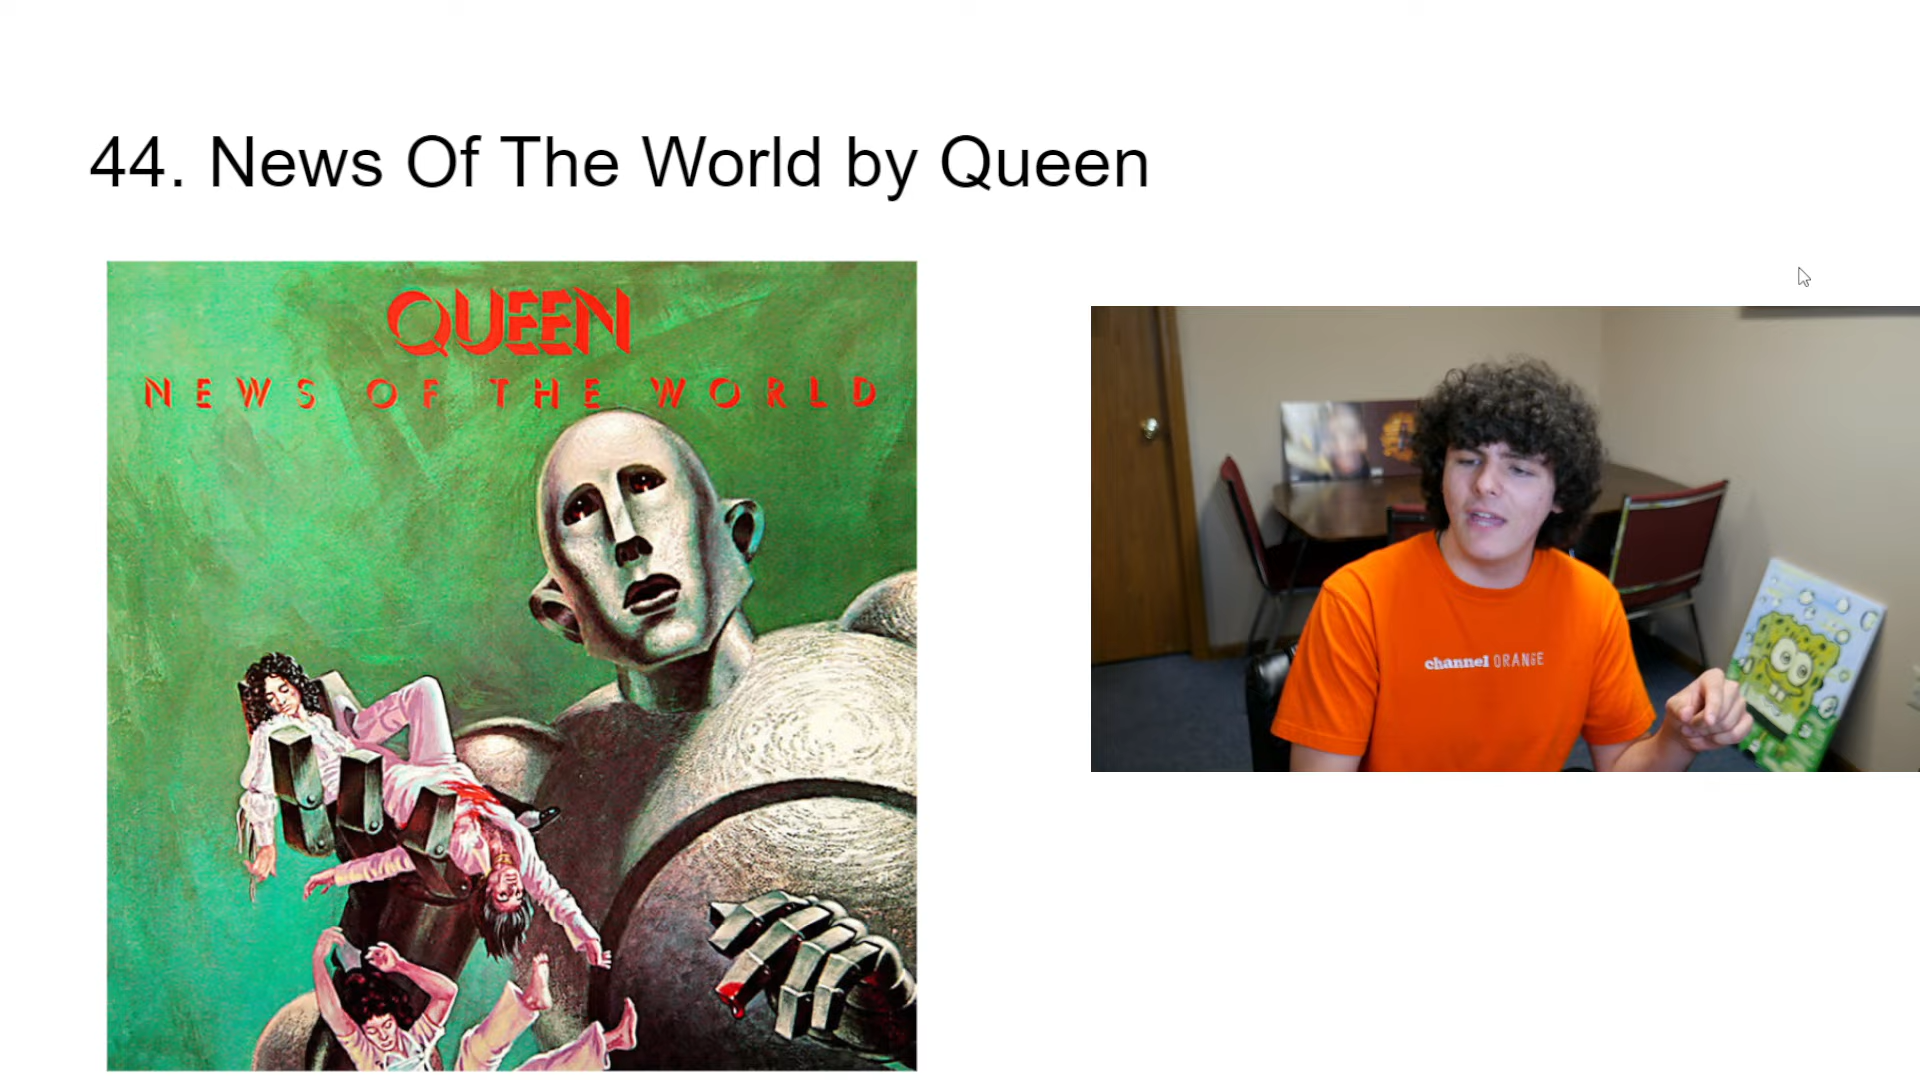 44. News Of The World by Queen
QUEEN
NEWS OF THE WORLD
channel ORANGE